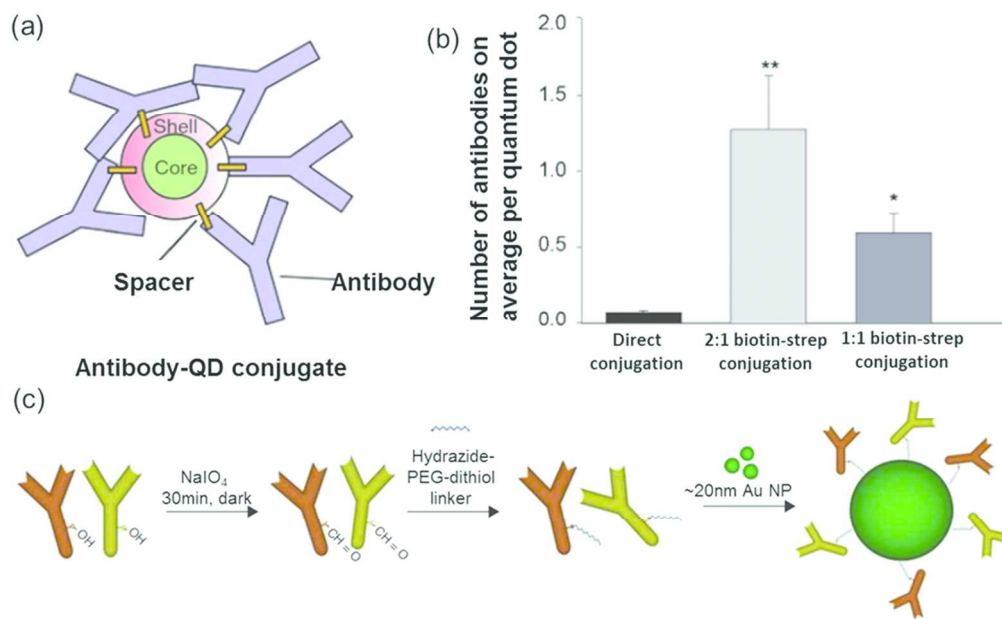 (a)
Shell
Core
Spacer
Antibody
Antibody-QD conjugate
(b)
Number of antibodies on
average per quantum dot
2.0
1.5
1.0
0.5
0.0
**
*
Direct
conjugation
2:1 biotin-strep
conjugation
1:1 biotin-strep
conjugation
(c)
OH
OH
NaIO₄
30min, dark
CH = O
CH = O
Hydrazide-
PEG-dithiol
linker
~20nm Au NP